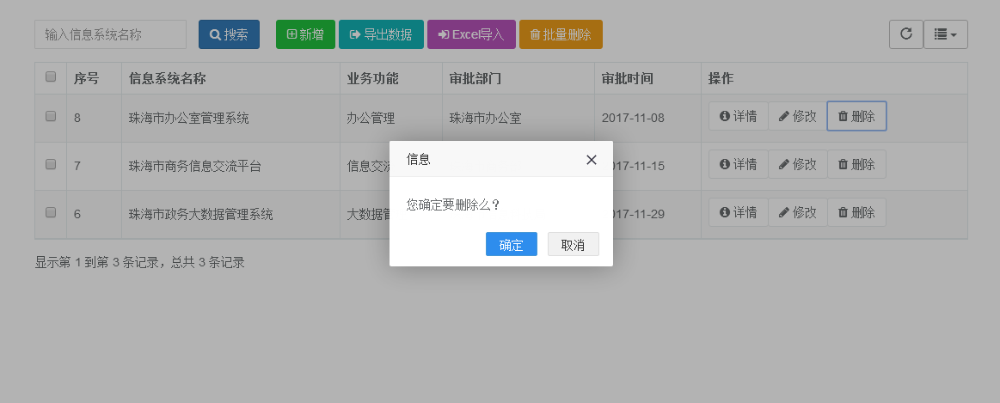 输入信息系统名称 搜索 新增 导出数据 Excel导入 批量删除
序号 信息系统名称 业务功能 审批部门 审批时间 操作
8 珠海市办公室管理系统 办公管理 珠海市办公室 2017-11-08 详情 修改 删除
信息
7 珠海市商务信息交流平台 信息交 017-11-15 详情 修改 删除
您确定要删除么?
6 珠海市政务大数据管理系统 大数据 017-11-29 详情 修改 删除
确定 取消
显示第 1 到第 3 条记录，总共 3 条记录